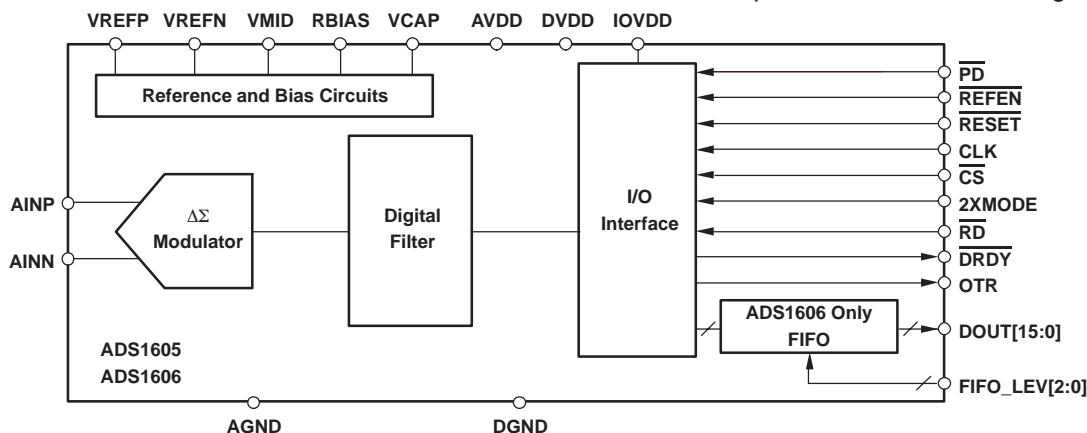 VREFP VREFN VMID RBIAS VCAP AVDD DVDD IOVDD
Reference and Bias Circuits
PD
REFEN
RESET
CLK
CS
2XMODE
RD
DRDY
OTR
AINP
AINN
ΔΣ
Modulator
Digital
Filter
I/O
Interface
ADS1606 Only
FIFO
DOUT[15:0]
FIFO_LEV[2:0]
ADS1605
ADS1606
AGND DGND